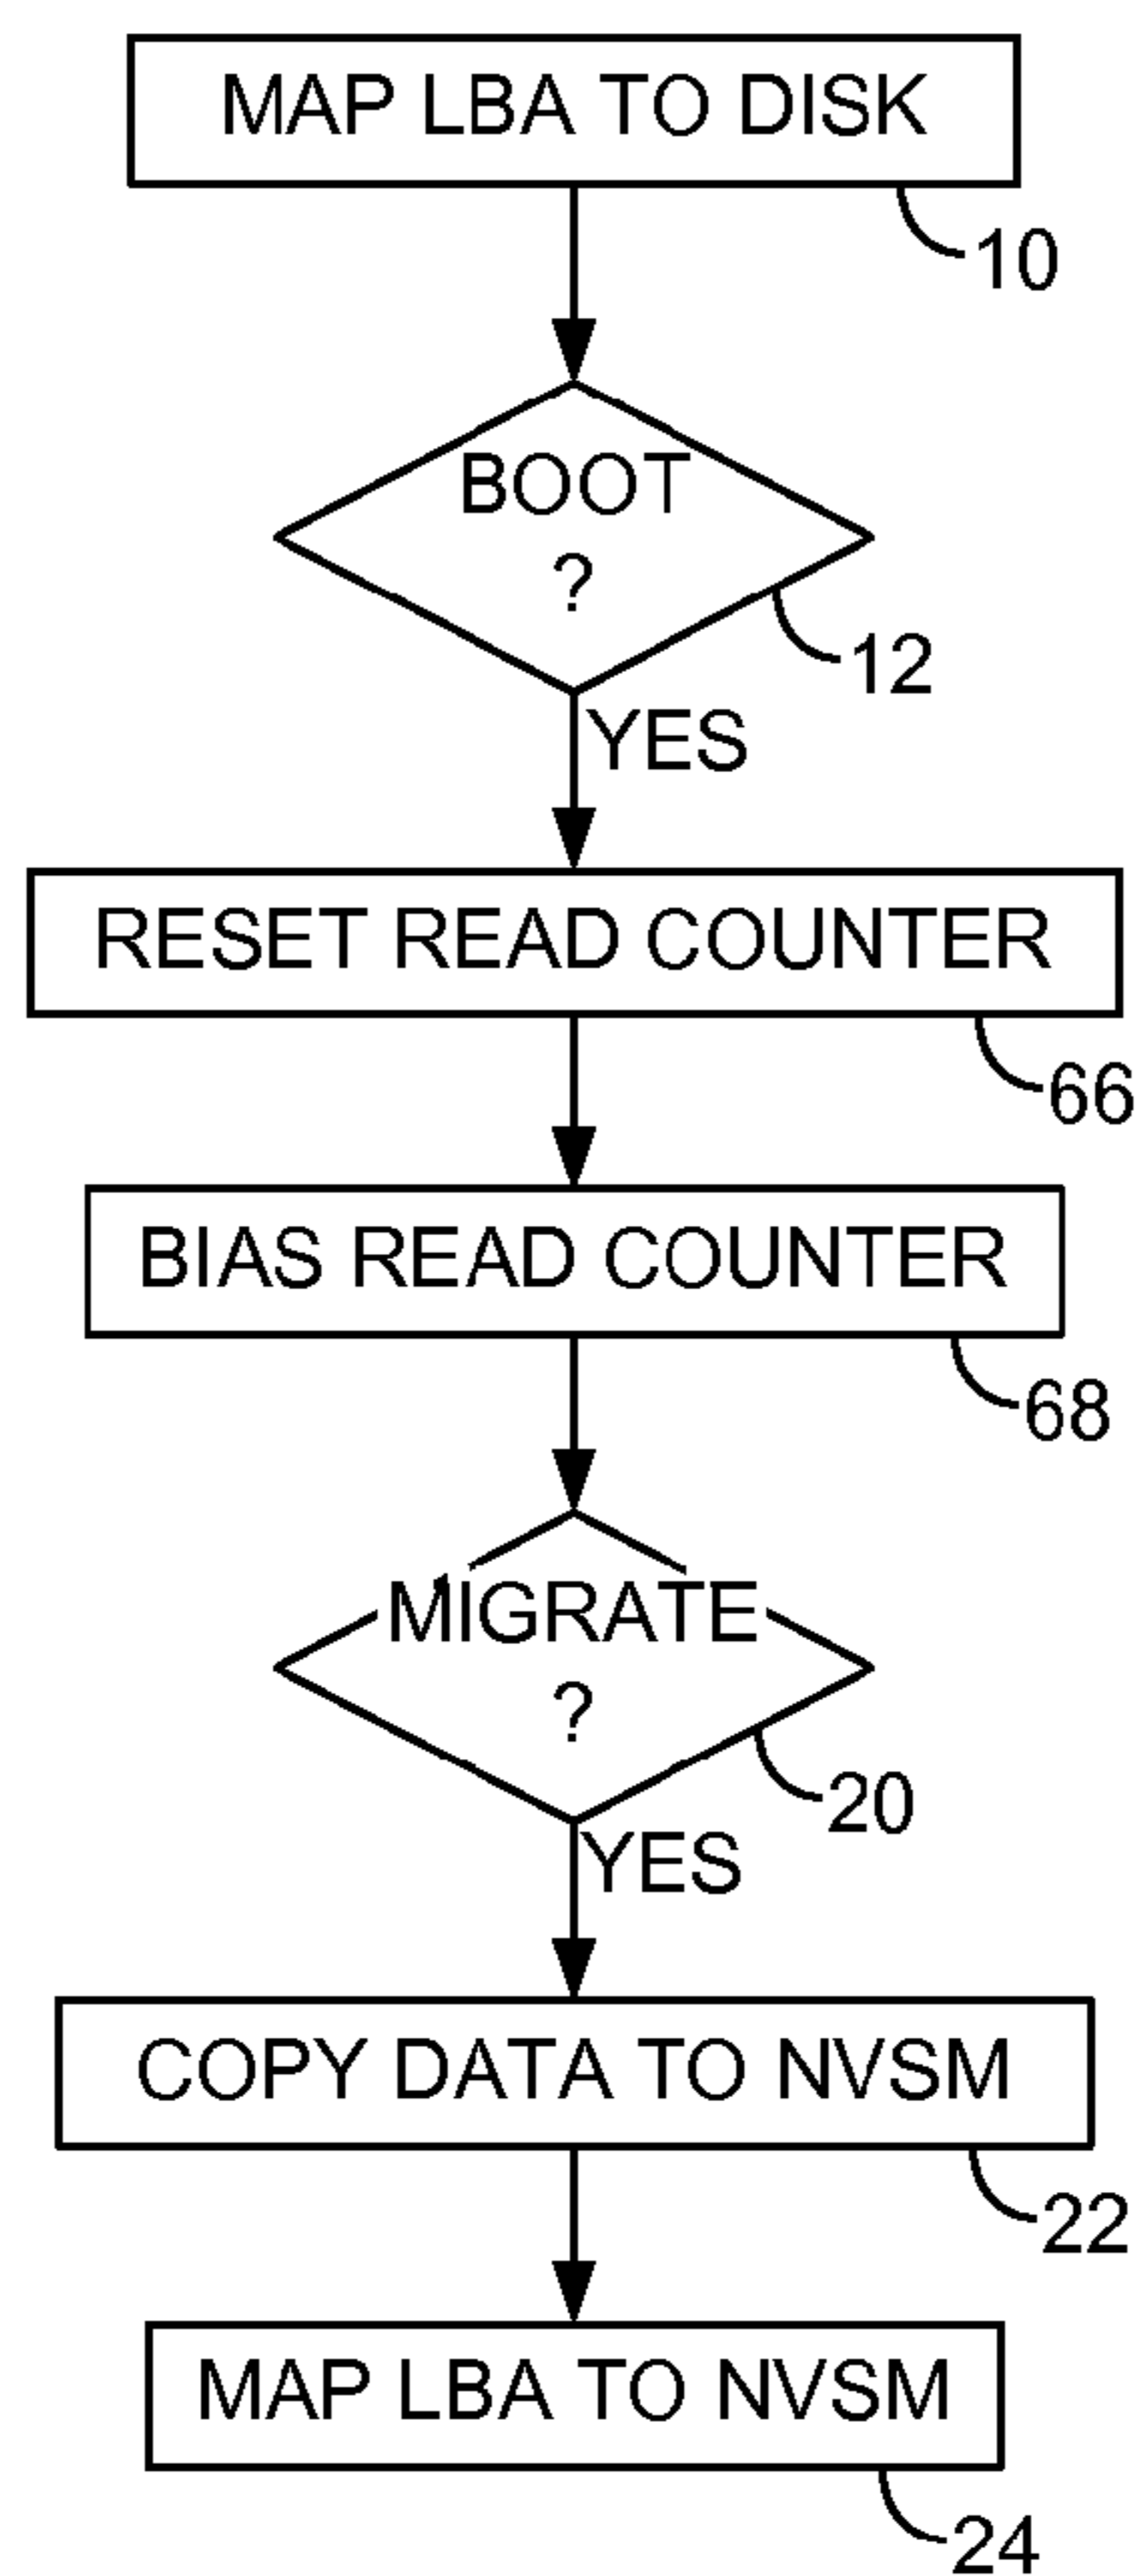 MAP LBA TO DISK
10
BOOT
?
12
YES
RESET READ COUNTER
66
BIAS READ COUNTER
68
MIGRATE
?
20
YES
COPY DATA TO NVSM
22
MAP LBA TO NVSM
24